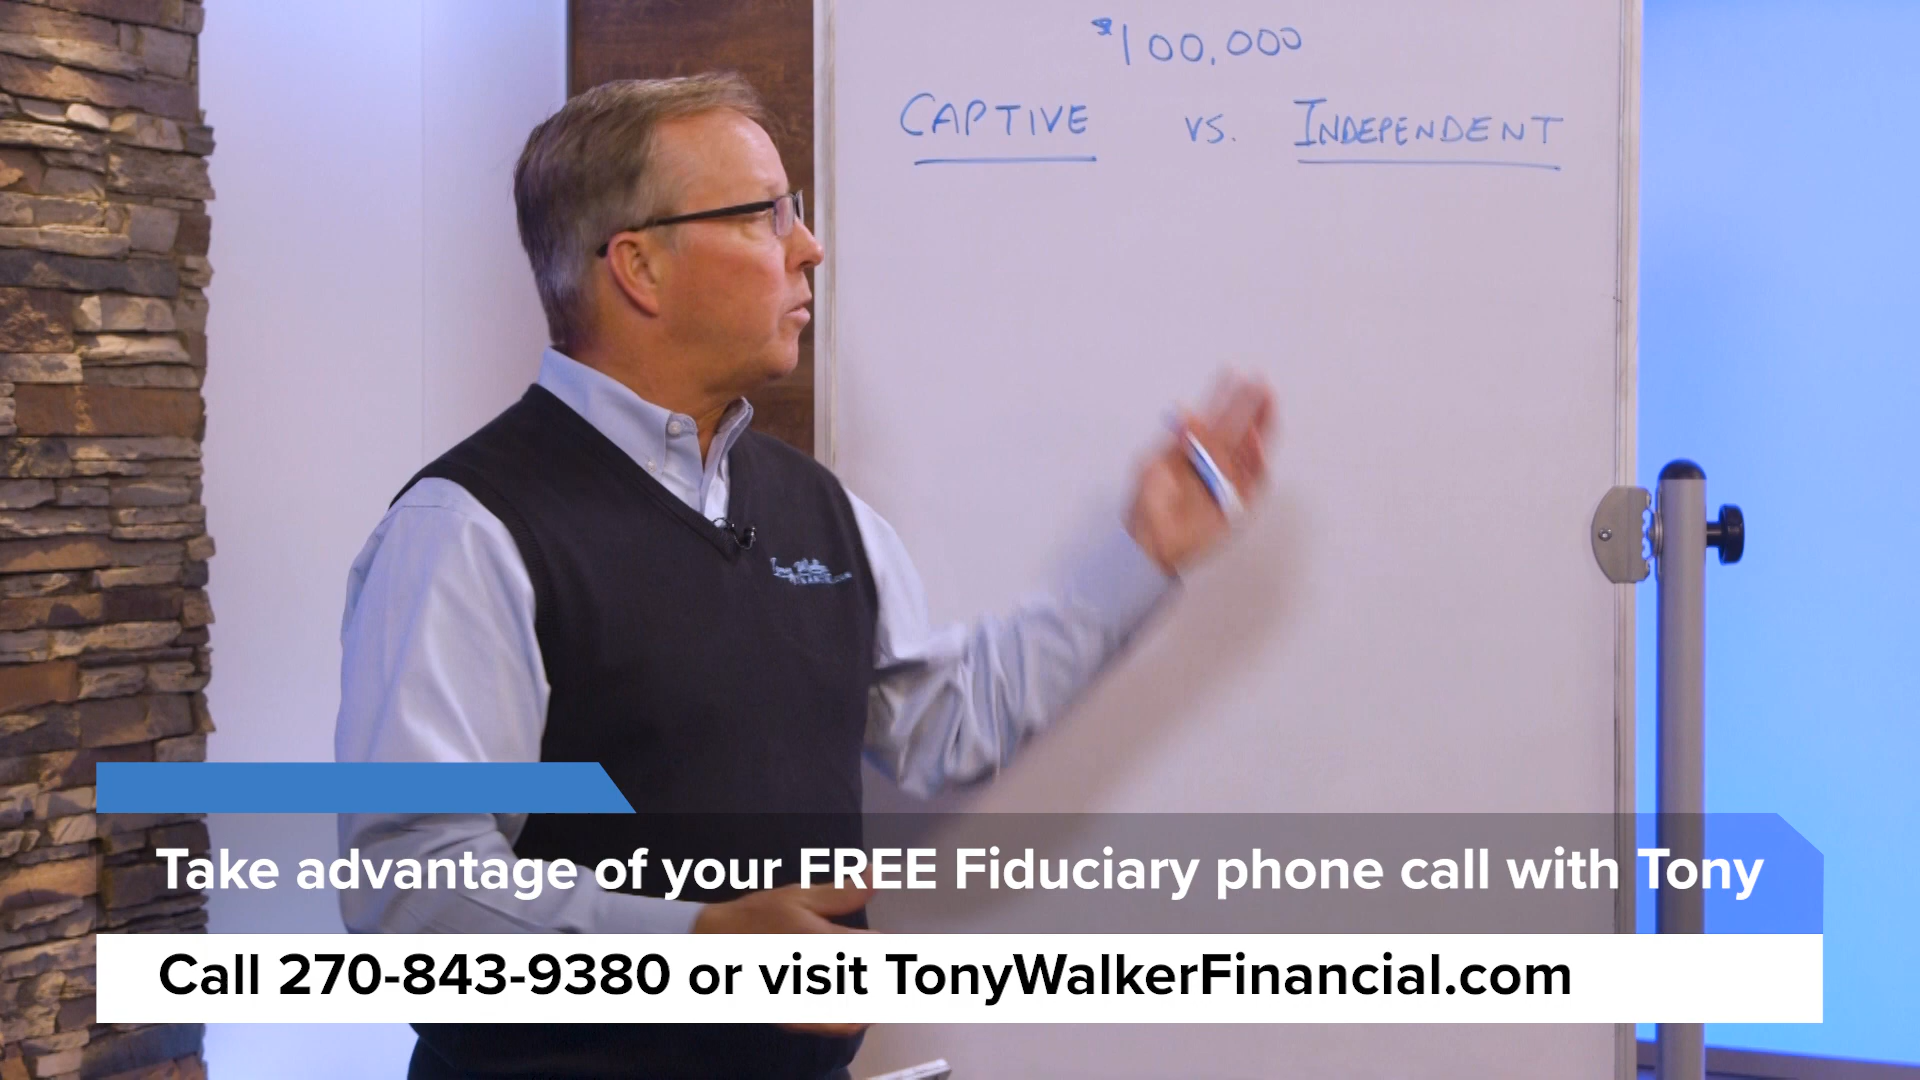 $100,000
CAPTIVE vs. INDEPENDENT
Take advantage of your FREE Fiduciary phone call with Tony
Call 270-843-9380 or visit TonyWalkerFinancial.com